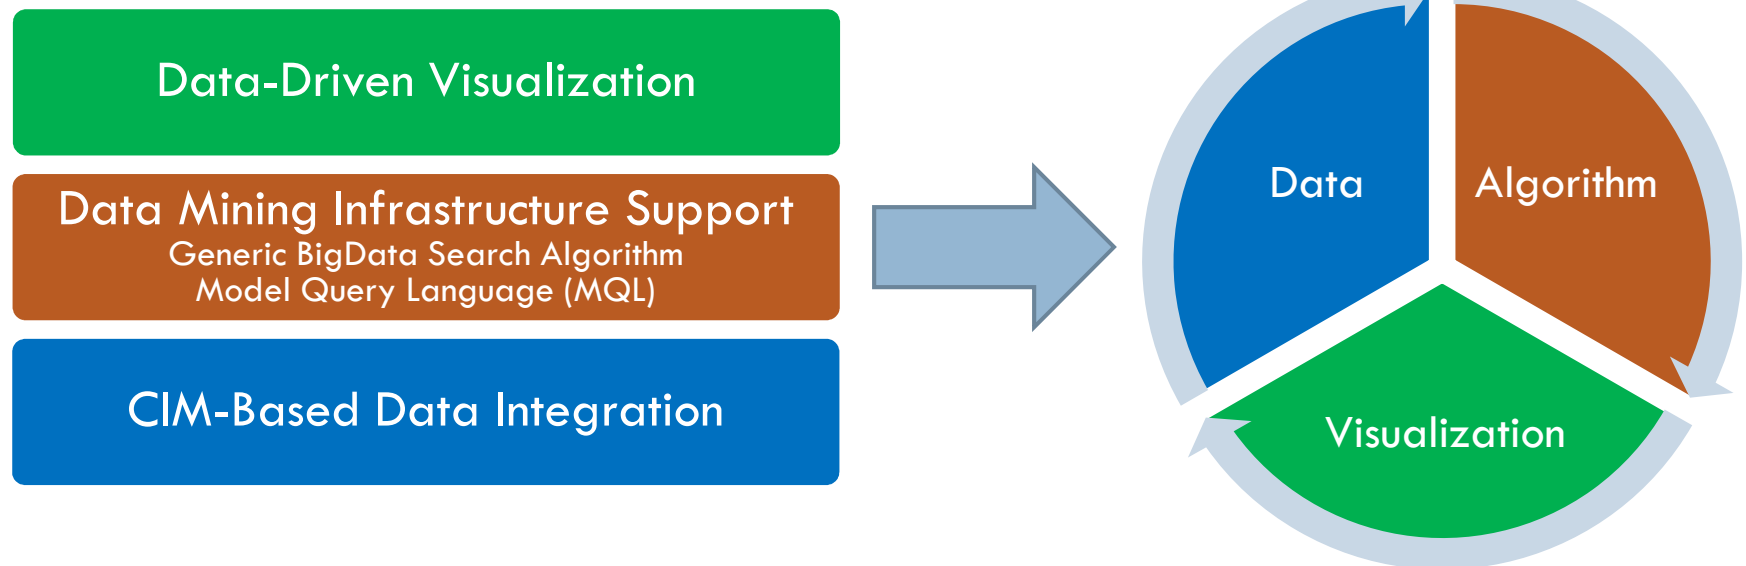 Data-Driven Visualization
Data Mining Infrastructure Support
Generic BigData Search Algorithm
Model Query Language (MQL)
CIM-Based Data Integration
Data
Algorithm
Visualization